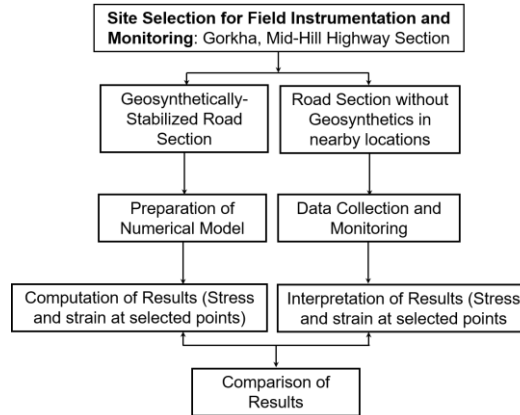 Site Selection for Field Instrumentation and
Monitoring: Gorkha, Mid-Hill Highway Section
Geosynthetically-
Stabilized Road
Section
Road Section without
Geosynthetics in
nearby locations
Preparation of
Numerical Model
Data Collection and
Monitoring
Computation of Results (Stress
and strain at selected points)
Interpretation of Results (Stress
and strain at selected points
Comparison of
Results